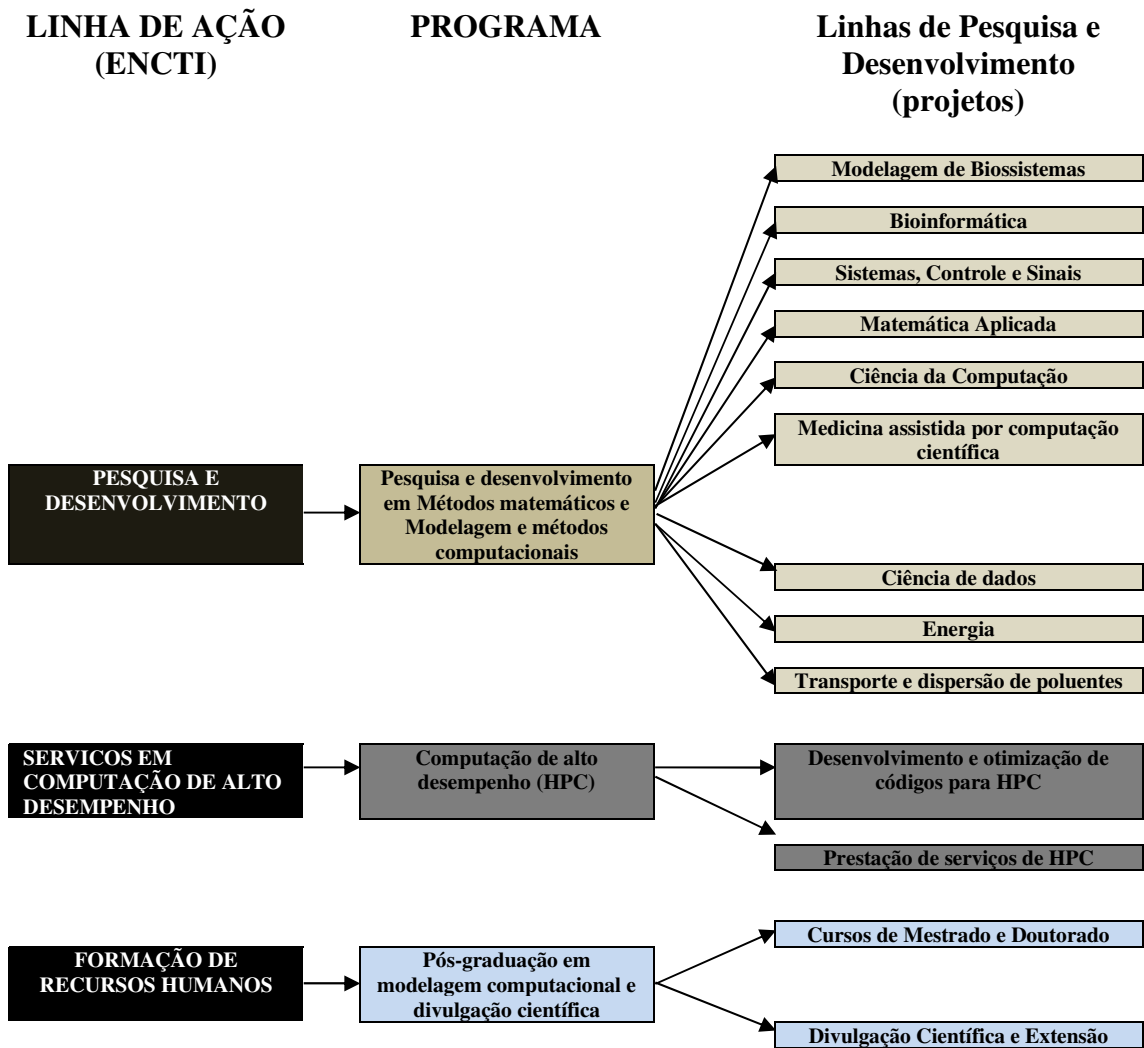 LINHA DE AÇÃO
(ENCTI)
PROGRAMA
Linhas de Pesquisa e
Desenvolvimento
(projetos)
Modelagem de Biossistemas
Bioinformática
Sistemas, Controle e Sinais
Matemática Aplicada
Ciência da Computação
Medicina assistida por computação
científica
PESQUISA E
DESENVOLVIMENTO
Pesquisa e desenvolvimento
em Métodos matemáticos e
Modelagem e métodos
computacionais
Ciência de dados
Energia
Transporte e dispersão de poluentes
SERVICOS EM
COMPUTAÇÃO DE ALTO
DESEMPENHO
Computação de alto
desempenho (HPC)
Desenvolvimento e otimização de
códigos para HPC
Prestação de serviços de HPC
FORMAÇÃO DE
RECURSOS HUMANOS
Pós-graduação em
modelagem computacional e
divulgação científica
Cursos de Mestrado e Doutorado
Divulgação Científica e Extensão